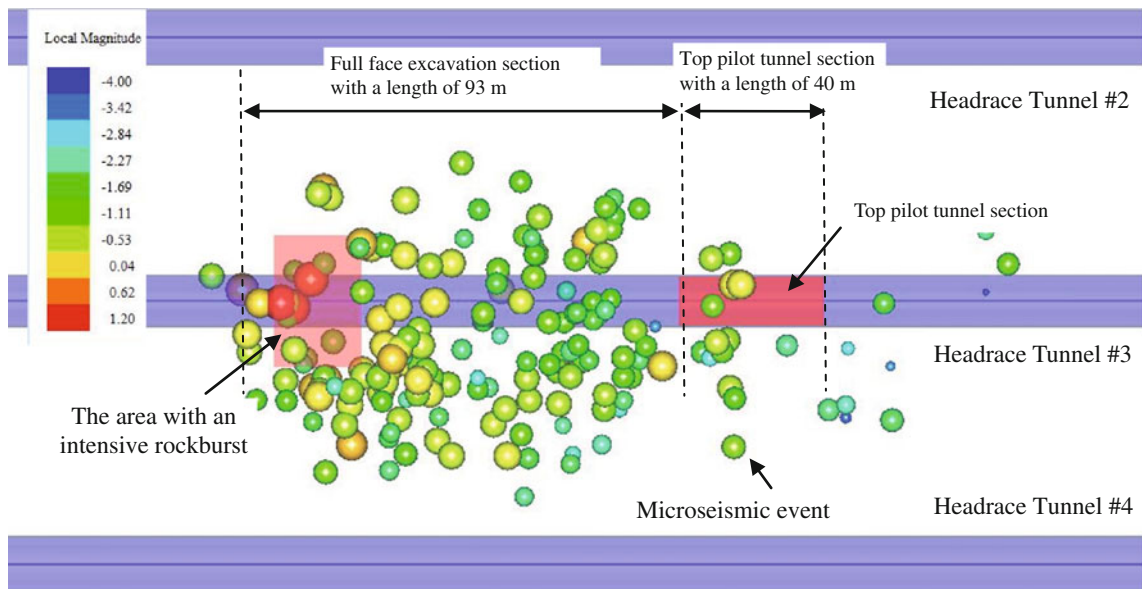 Local Magnitude
-4.00
-3.42
-2.84
-2.27
-1.69
-1.11
-0.53
0.04
0.62
1.20
Full face excavation section
with a length of 93 m
Top pilot tunnel section
with a length of 40 m
Headrace Tunnel #2
Top pilot tunnel section
Headrace Tunnel #3
The area with an
intensive rockburst
Microseismic event
Headrace Tunnel #4